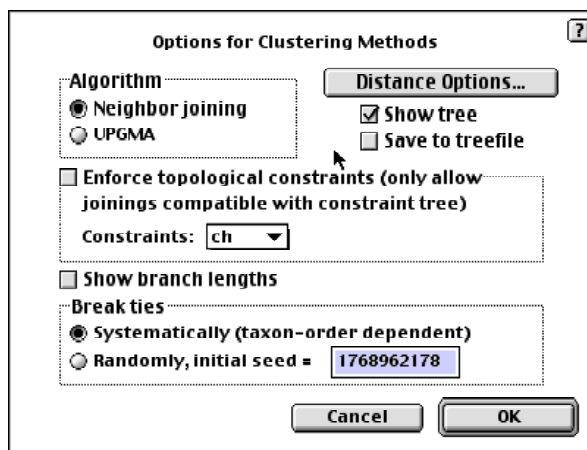 ?
Options for Clustering Methods
Algorithm
Neighbor joining
UPGMA
Distance Options...
Show tree
Save to treefile
Enforce topological constraints (only allow
joinings compatible with constraint tree)
Constraints: ch
Show branch lengths
Break ties
Systematically (taxon-order dependent)
Randomly, initial seed = 1768962178
Cancel OK